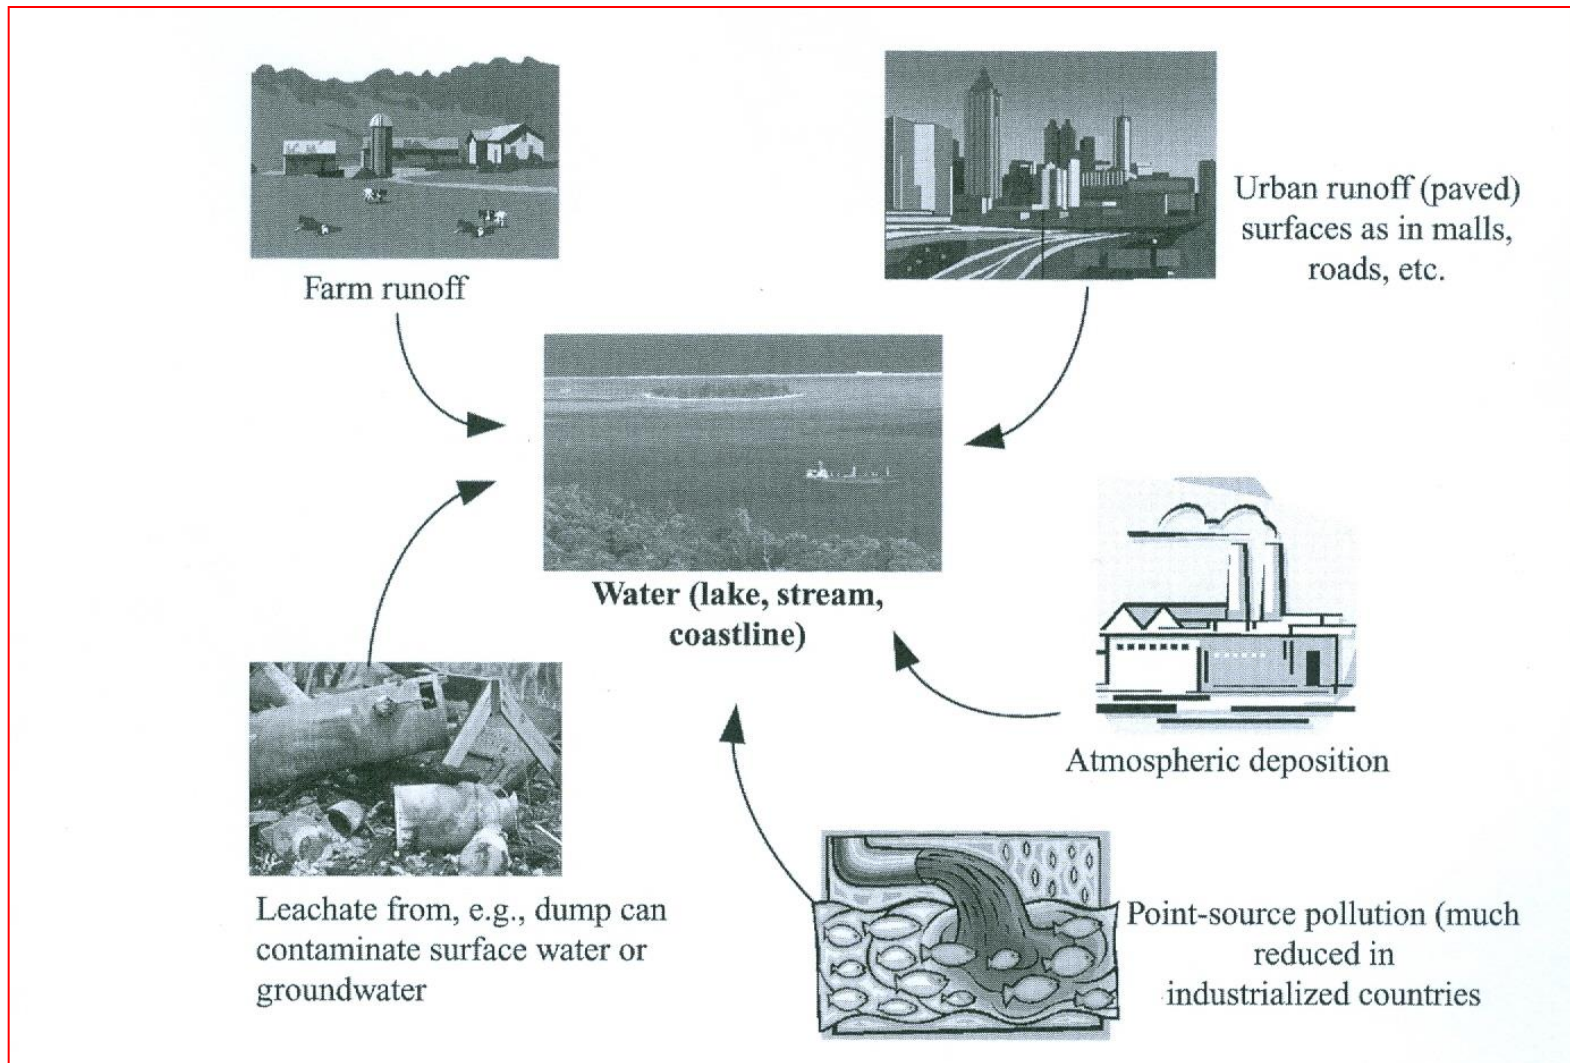 Farm runoff
Urban runoff (paved)
surfaces as in malls,
roads, etc.
Water (lake, stream,
coastline)
Atmospheric deposition
Leachate from, e.g., dump can
contaminate surface water or
groundwater
Point-source pollution (much
reduced in
industrialized countries